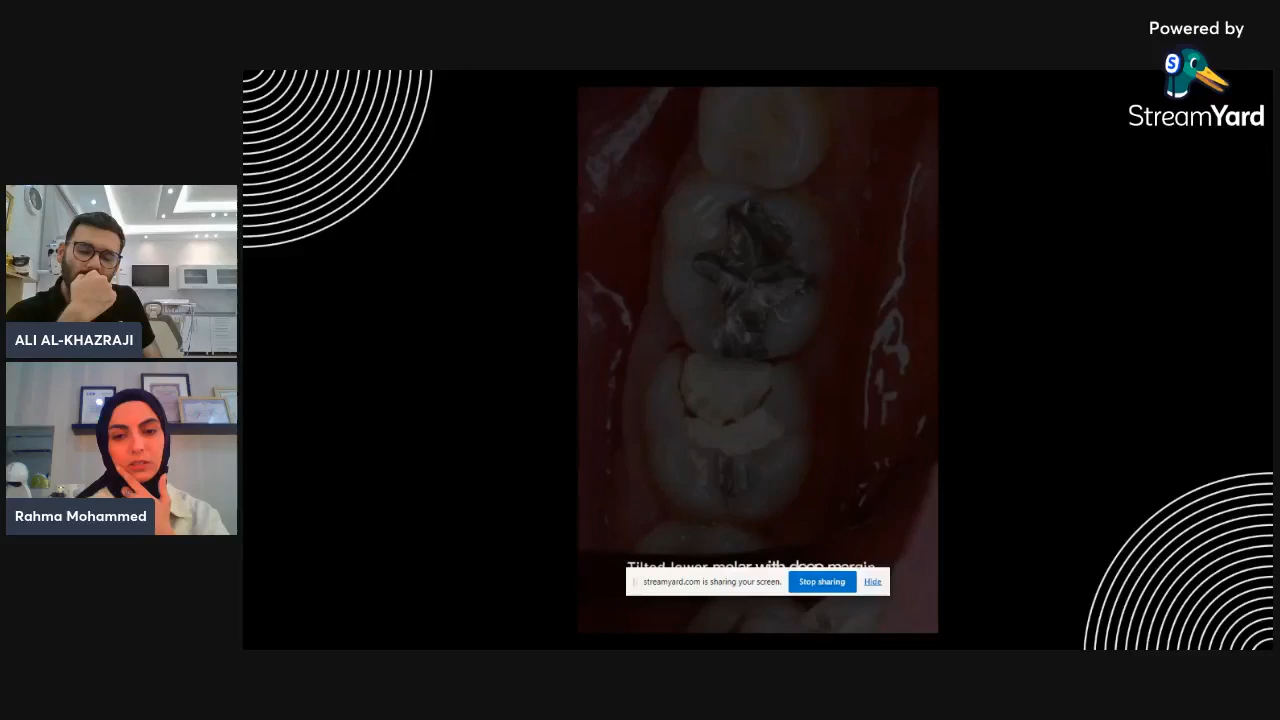 Powered by
StreamYard
ALI AL-KHAZRAJI
Rahma Mohammed
Tilted lower molar with deep margin
streamyard.com is sharing your screen.
Stop sharing
Hide